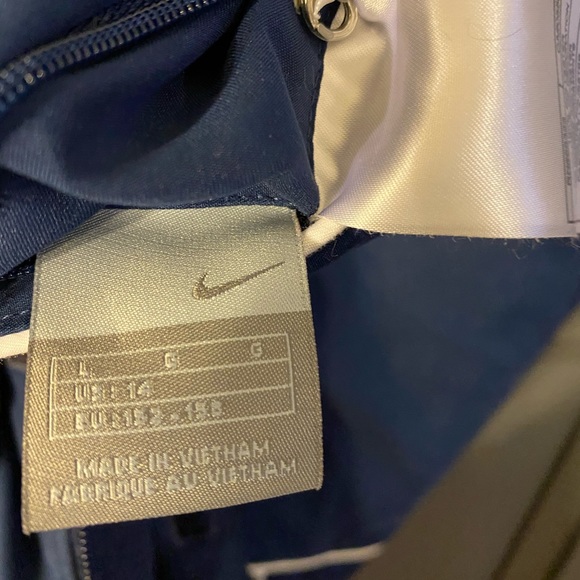 L G G
US: 14
EU: 152 - 158
MADE IN VIETNAM
FABRIQUE AU VIETNAM